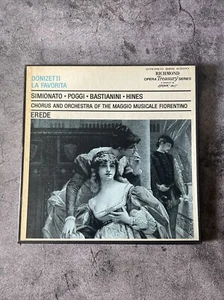 DONIZETTI
LA FAVORITA
RICHMOND
OPERA Treasury SERIES
SIMIONATO • POGGI • BASTIANINI • HINES
CHORUS AND ORCHESTRA OF THE MAGGIO MUSICALE FIORENTINO
EREDE